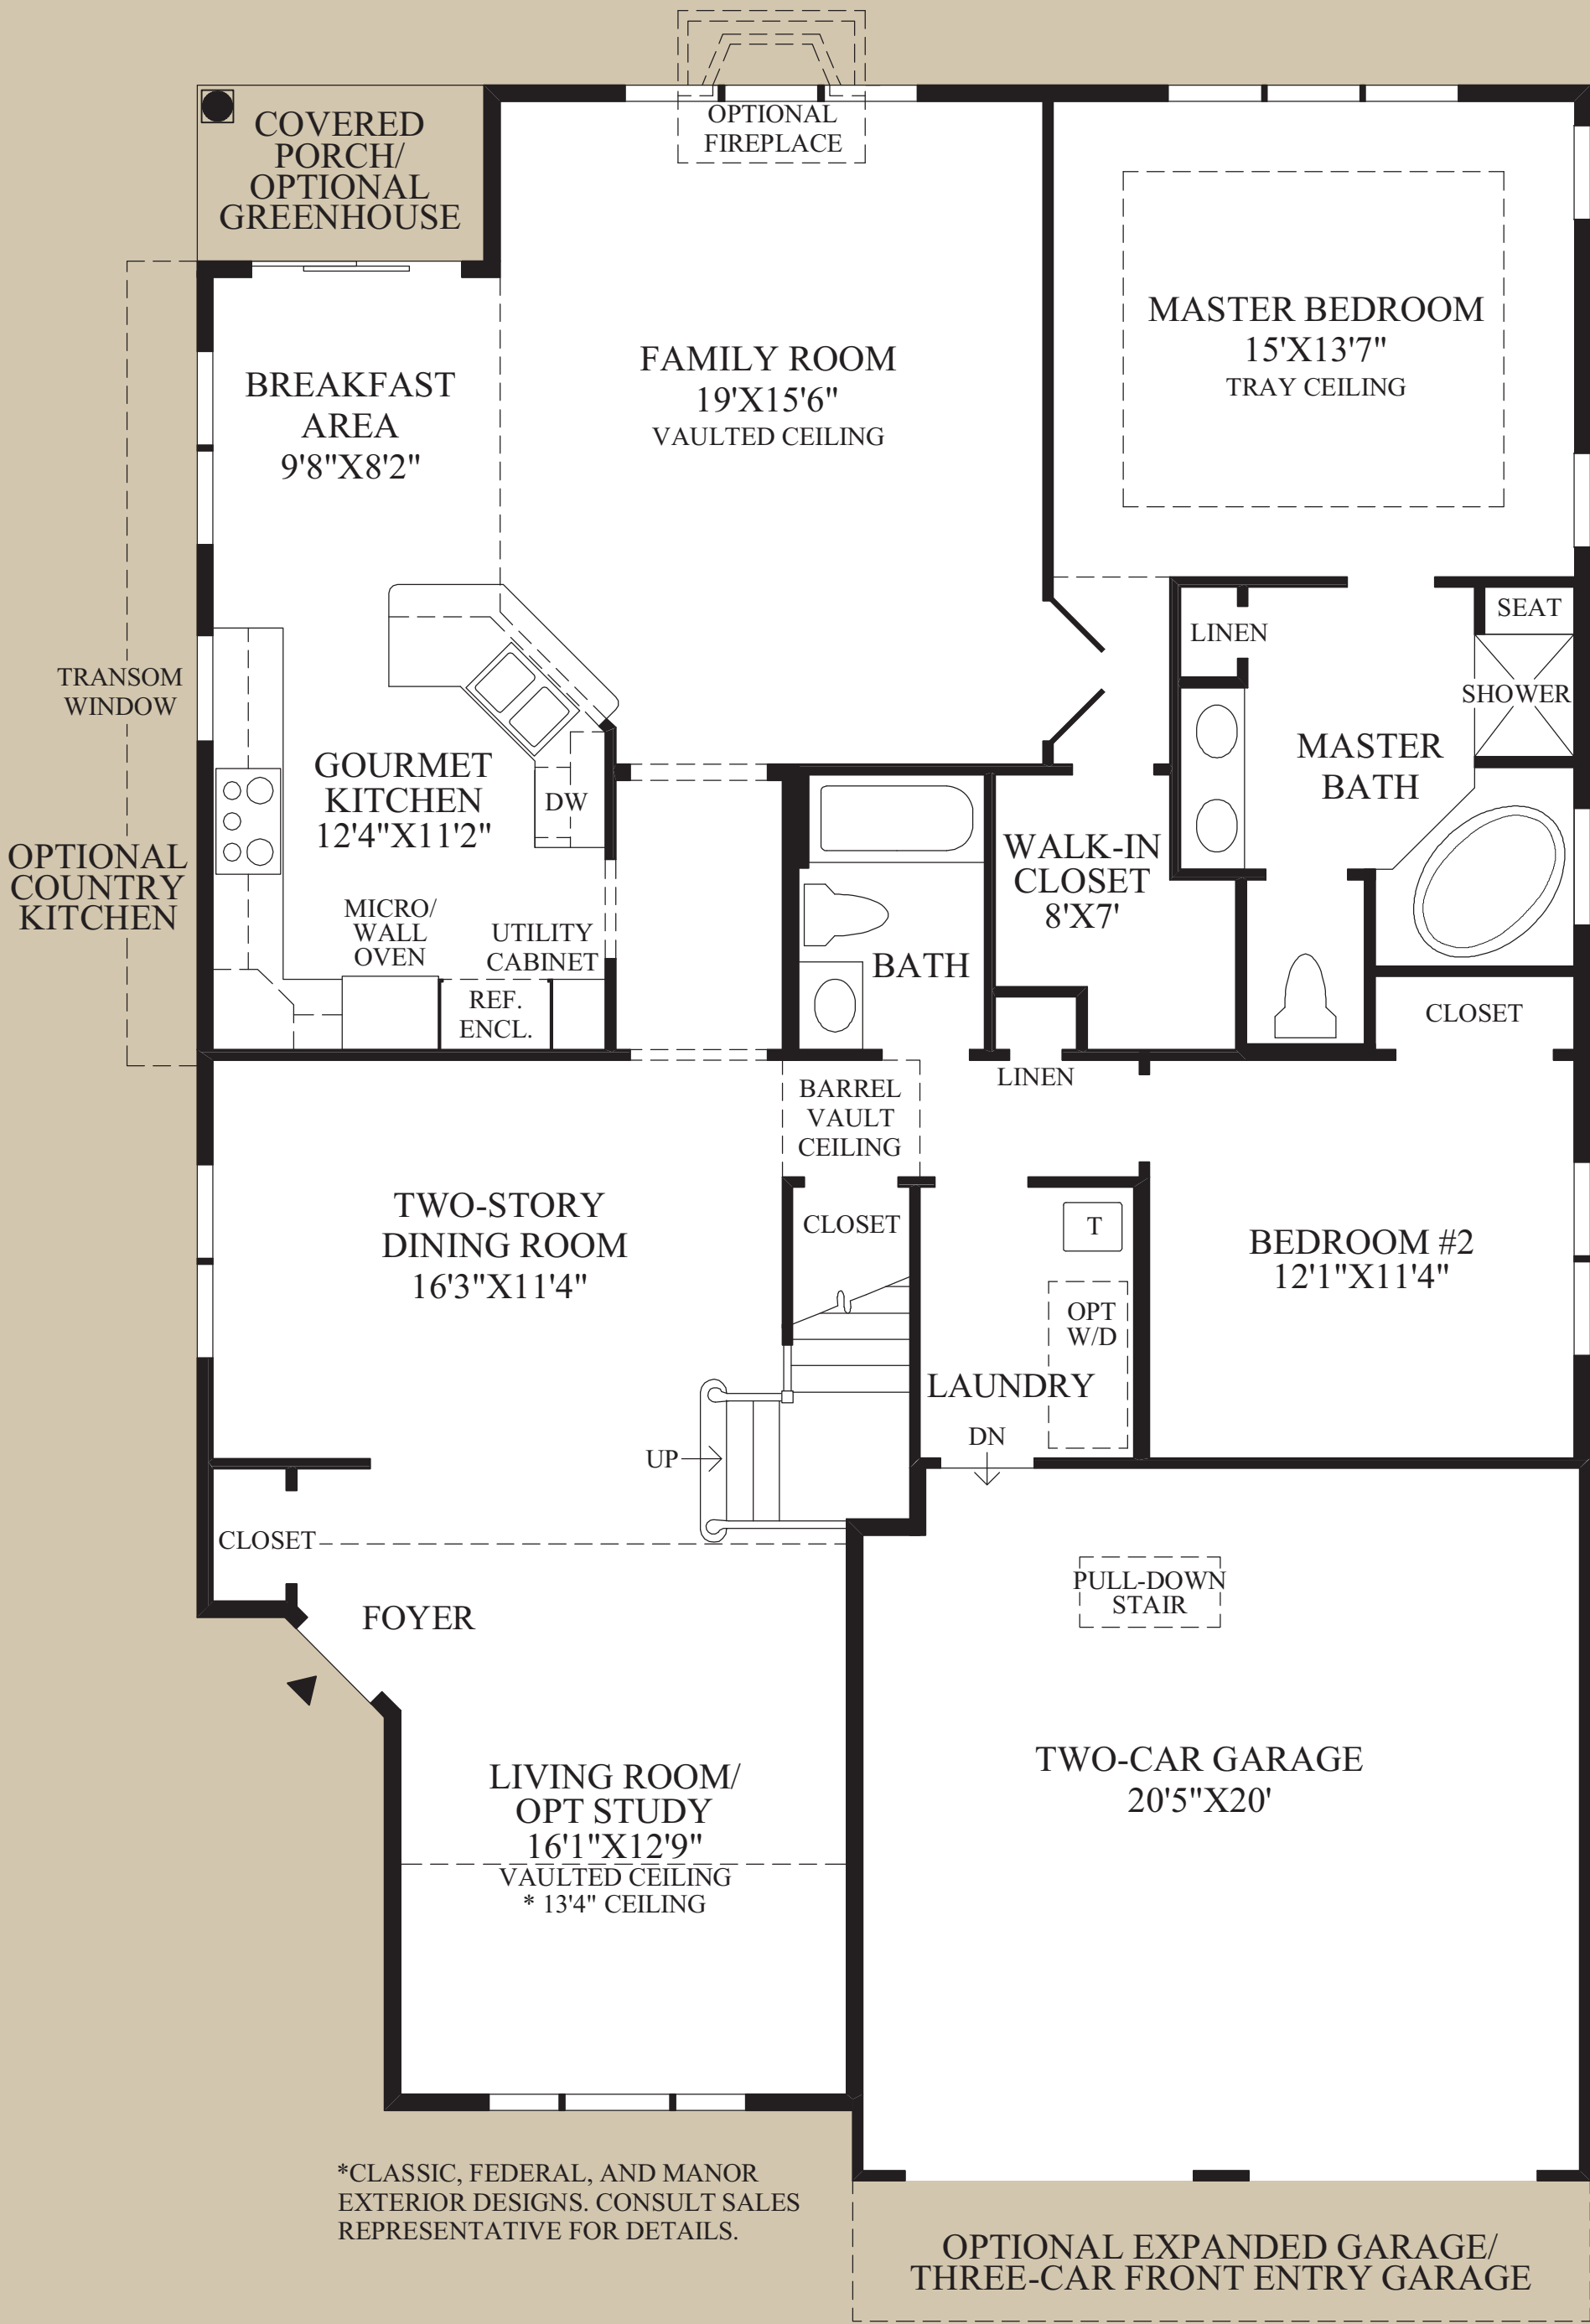 OPTIONAL
FIREPLACE
COVERED
PORCH/
OPTIONAL
GREENHOUSE
MASTER BEDROOM
15'X13'7"
TRAY CEILING
FAMILY ROOM
19'X15'6"
VAULTED CEILING
BREAKFAST
AREA
9'8"X8'2"
SEAT
LINEN
SHOWER
TRANSOM
WINDOW
MASTER
BATH
GOURMET
KITCHEN
12'4"X11'2"
DW
WALK-IN
CLOSET
8'X7'
OPTIONAL
COUNTRY
KITCHEN
MICRO/
WALL
OVEN
UTILITY
CABINET
BATH
REF.
ENCL.
CLOSET
LINEN
BARREL
VAULT
CEILING
TWO-STORY
DINING ROOM
16'3"X11'4"
CLOSET
T
BEDROOM #2
12'1"X11'4"
OPT
W/D
LAUNDRY
DN
UP
CLOSET
PULL-DOWN
STAIR
FOYER
TWO-CAR GARAGE
20'5"X20'
LIVING ROOM/
OPT STUDY
16'1"X12'9"
VAULTED CEILING
* 13'4" CEILING
*CLASSIC, FEDERAL, AND MANOR
EXTERIOR DESIGNS. CONSULT SALES
REPRESENTATIVE FOR DETAILS.
OPTIONAL EXPANDED GARAGE/
THREE-CAR FRONT ENTRY GARAGE